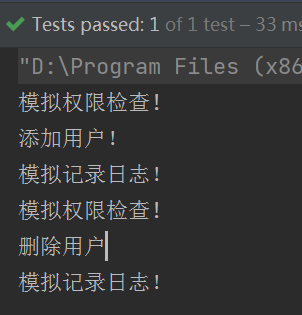 Tests passed: 1 of 1 test – 33 ms
"D:\Program Files (x86
模拟权限检查!
添加用户!
模拟记录日志!
模拟权限检查!
删除用户
模拟记录日志!